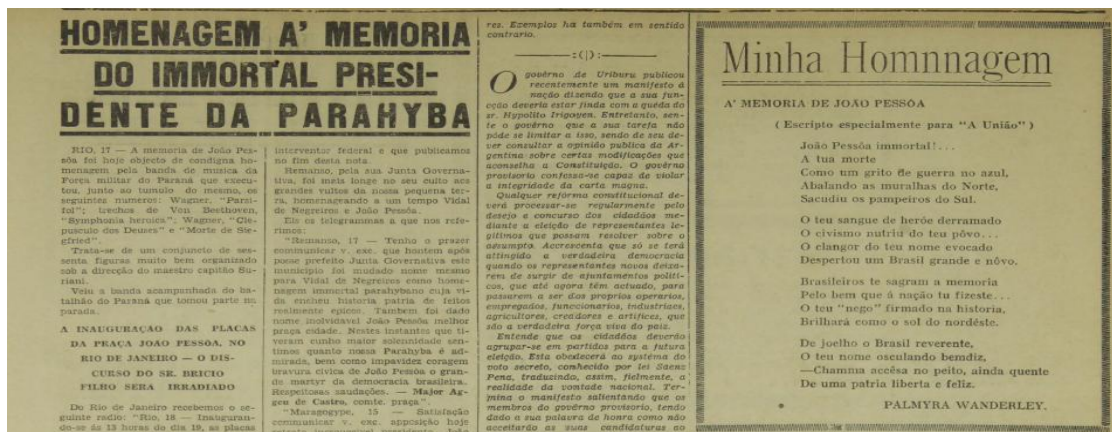 HOMENAGEM A' MEMORIA
DO IMMORTAL PRESI-
DENTE DA PARAHYBA
RIO, 17 — A memoria de João Pes-
sôa foi hoje objecto de condigna ho-
menagem pela banda de musica da
Força militar do Paraná que execu-
tou, junto ao tumulo do mesmo, os
seguintes numeros: Wagner, "Parsi-
fol"; trechos de Von Beethoven,
"Symphonia heroica"; Wagner, "Cle-
pusculo dos Deuses" e "Morte de Sie-
gfried".
Trata-se de um conjuncto de ses-
senta figuras muito bem organizado
sob a direcção do maestro capitão Su-
riani.
Veiu a banda acompanhada do ba-
talhão do Paraná que tomou parte na
parada.
A INAUGURAÇÃO DAS PLACAS
DA PRAÇA JOÃO PESSOA, NO
RIO DE JANEIRO — O DIS-
CURSO DO SR. BRICIO
FILHO SERA IRRADIADO
Do Rio de Janeiro recebemos o se-
guinte radio: "Rio, 18 — Inauguran-
do-se ás 13 horas do dia 19, as placas
interventor federal e que publicamos
no fim desta nota.
Remanso, pela sua Junta Governa-
tiva, foi mais longe no seu culto aos
grandes vultos da nossa pequena ter-
ra, homenageando a um tempo Vidal
de Negreiros e João Pessôa.
Eis os telegrammas a que nos refe-
rimos:
"Remanso, 17 — Tenho o prazer
communicar v. exc. que hontem após
posse prefeito Junta Governativa este
municipio foi mudado nome mesmo
para Vidal de Negreiros como home-
nagem immortal parahybano cuja vi-
da encheu historia patria de feitos
realmente epicos. Tambem foi dado
nome inolvidavel João Pessôa melhor
praça cidade. Nestes instantes que ti-
veram cunho maior solennidade sen-
timos quanto nossa Parahyba é ad-
mirada, bem como impavidez coragem
bravura civica de João Pessôa o gran-
de martyr da democracia brasileira.
Respeitosas saudações. — Major Ag-
geu de Castro, comte. praça".
"Maragogype, 15 — Satisfação
communicar v. exc. apposição hoje
res. Exemplos ha também em sentido
contrario.
——:(|):——
O govêrno de Uriburu publicou
recentemente um manifesto á
nação dizendo que a sua fun-
cção deveria estar finda com a quéda do
sr. Hypolito Irigoyen. Entretanto, sen-
te o govêrno que a sua tarefa não
póde se limitar a isso, sendo de seu de-
ver consultar a opinião publica da Ar-
gentina sobre certas modificações que
aconselha a Constituição. O govêrno
provisorio confessa-se capaz de violar
a integridade da carta magna.
Qualquer refórma constitucional de-
verá processar-se regularmente pelo
desejo e concurso dos cidadãos me-
diante a eleição de representantes le-
gitimos que possam resolver sobre o
assumpto. Accrescenta que só se terá
attingido a verdadeira democracia
quando os representantes novos deixa-
rem de surgir de ajuntamentos politi-
cos, que até agora têm actuado, para
passarem a ser dos proprios operarios,
empregados, funccionarios, industriaes,
agricultores, creadores e artifices, que
são a verdadeira força viva do paiz.
Entende que os cidadãos deverão
agrupar-se em partidos para a futura
eleição. Esta obedecerá ao systéma do
voto secreto, conhecido por lei Saenz
Pena, traduzindo, assim, fielmente, a
realidade da vontade nacional. Ter-
mina o manifesto salientando que os
membros do govêrno provisorio, tendo
dado a sua palavra de honra como não
acceitarão as suas candidaturas ao
Minha Homnnagem
A' MEMORIA DE JOÃO PESSÔA
(Escripto especialmente para "A União")
João Pessôa immortal!...
A tua morte
Como um grito de guerra no azul,
Abalando as muralhas do Norte,
Sacudiu os pampeiros do Sul.
O teu sangue de heróe derramado
O civismo nutriu do teu pôvo...
O clangor do teu nome evocado
Despertou um Brasil grande e nôvo.
Brasileiros te sagram a memoria
Pelo bem que á nação tu fizeste...
O teu "nego" firmado na historia,
Brilhará como o sol do nordéste.
De joelho o Brasil reverente,
O teu nome osculando bemdiz,
—Chamma accêsa no peito, ainda quente
De uma patria liberta e feliz.
PALMYRA WANDERLEY.